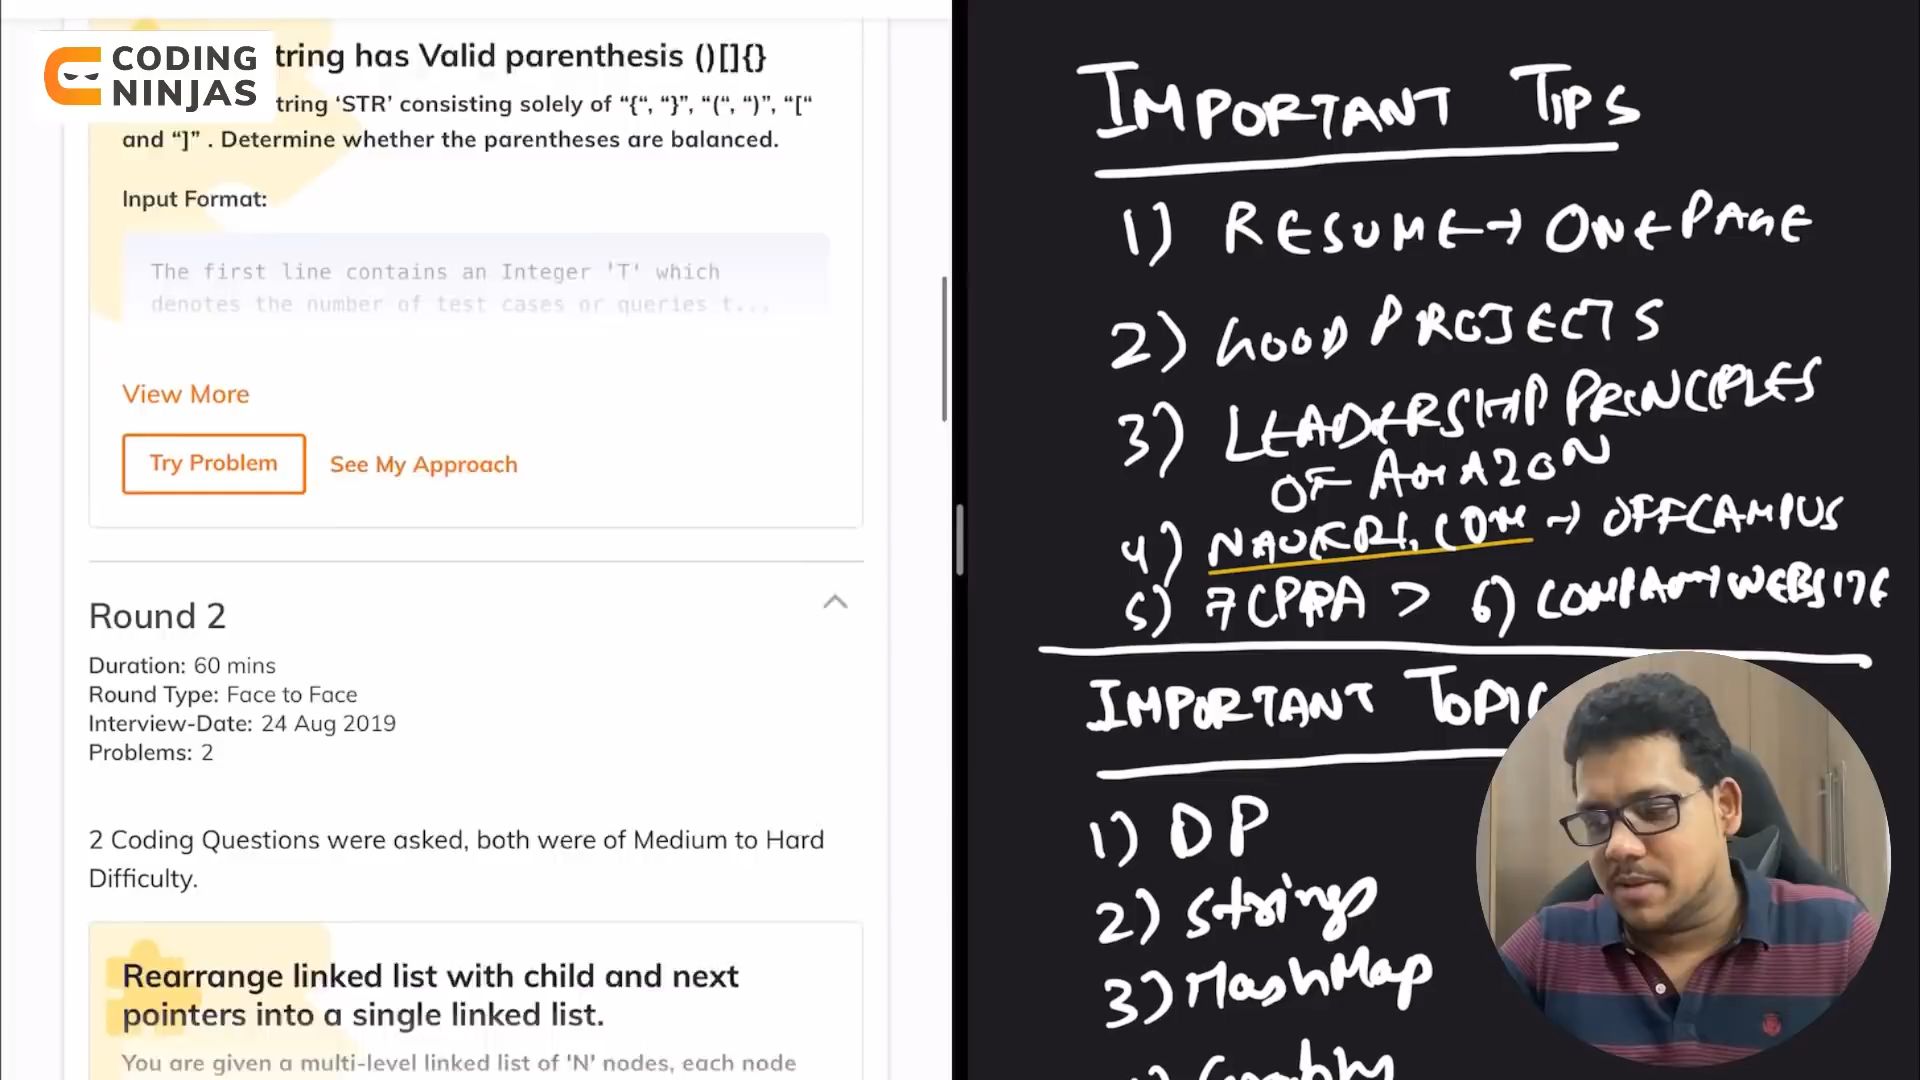 CODING
NINJAS
tring has Valid parenthesis ()[]{}
tring ‘STR’ consisting solely of “{“, “}”, “(“, “)”, “[“
and “]” . Determine whether the parentheses are balanced.
Input Format:
The first line contains an Integer 'T' which
denotes the number of test cases or queries t...
View More
Try Problem
See My Approach
Round 2
Duration: 60 mins
Round Type: Face to Face
Interview-Date: 24 Aug 2019
Problems: 2
2 Coding Questions were asked, both were of Medium to Hard
Difficulty.
Rearrange linked list with child and next
pointers into a single linked list.
You are given a multi-level linked list of 'N' nodes, each node
IMPORTANT TIPS
1) RESUME → ONE PAGE
2) GOOD PROJECTS
3) LEADERSHIP PRINCIPLES
OF AMAZON
4) NAUKRI.COM → OFFCAMPUS
5) 7 CPPA > 6) COMPANY WEBSITE
IMPORTANT TOPIC
1) DP
2) Strings
3) HashMap